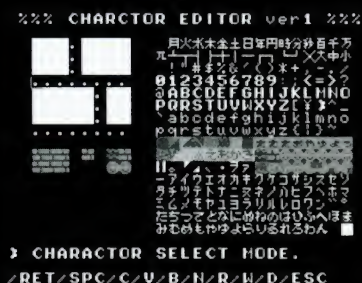 %%% CHARCTOR EDITOR ver1 %%%
月火水木金土日年円時分秒百千万
0123456789:;<=>?
@ABCDEFGHIJKLMNO
PQRSTUVWXYZ[¥]^_
`abcdefghijklmno
pqrstuvwxyz{|}~
ーアイウエオカキクケコサシスセソ
タチツテトナニヌネノハヒフヘホマ
ミムメモヤユヨラリルレロワン゛゜
たちつてとなにぬねのはひふへほま
みむめもやゆよらりるれろわん
CHARACTOR SELECT MODE.
/RET/SPC/C/V/B/N/R/W/D/ESC